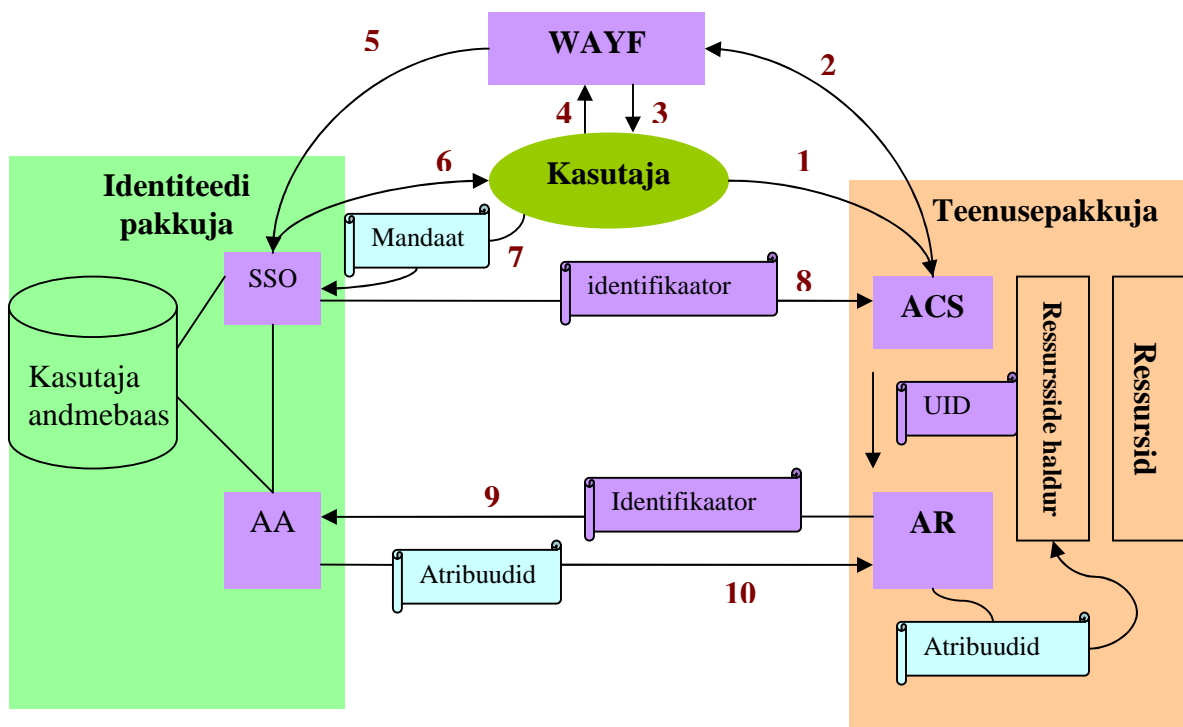 5
WAYF
2
4
3
6
Kasutaja
1
Identiteedi
pakkuja
Teenusepakkuja
Mandaat
7
SSO
identifikaator
8
ACS
Ressursside haldur
Ressursid
Kasutaja
andmebaas
UID
9
Identifikaator
AA
AR
Atribuudid
10
Atribuudid